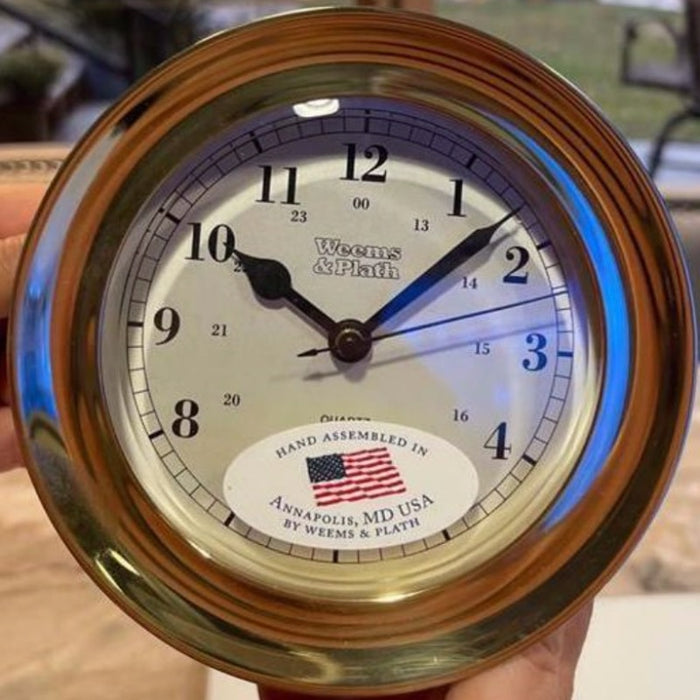 12
11
1
00
23
13
10
Weems
& Plath
2
14
9
21
15
3
20
16
8
QUARTZ
4
HAND ASSEMBLED IN
ANNAPOLIS, MD USA
BY WEEMS & PLATH